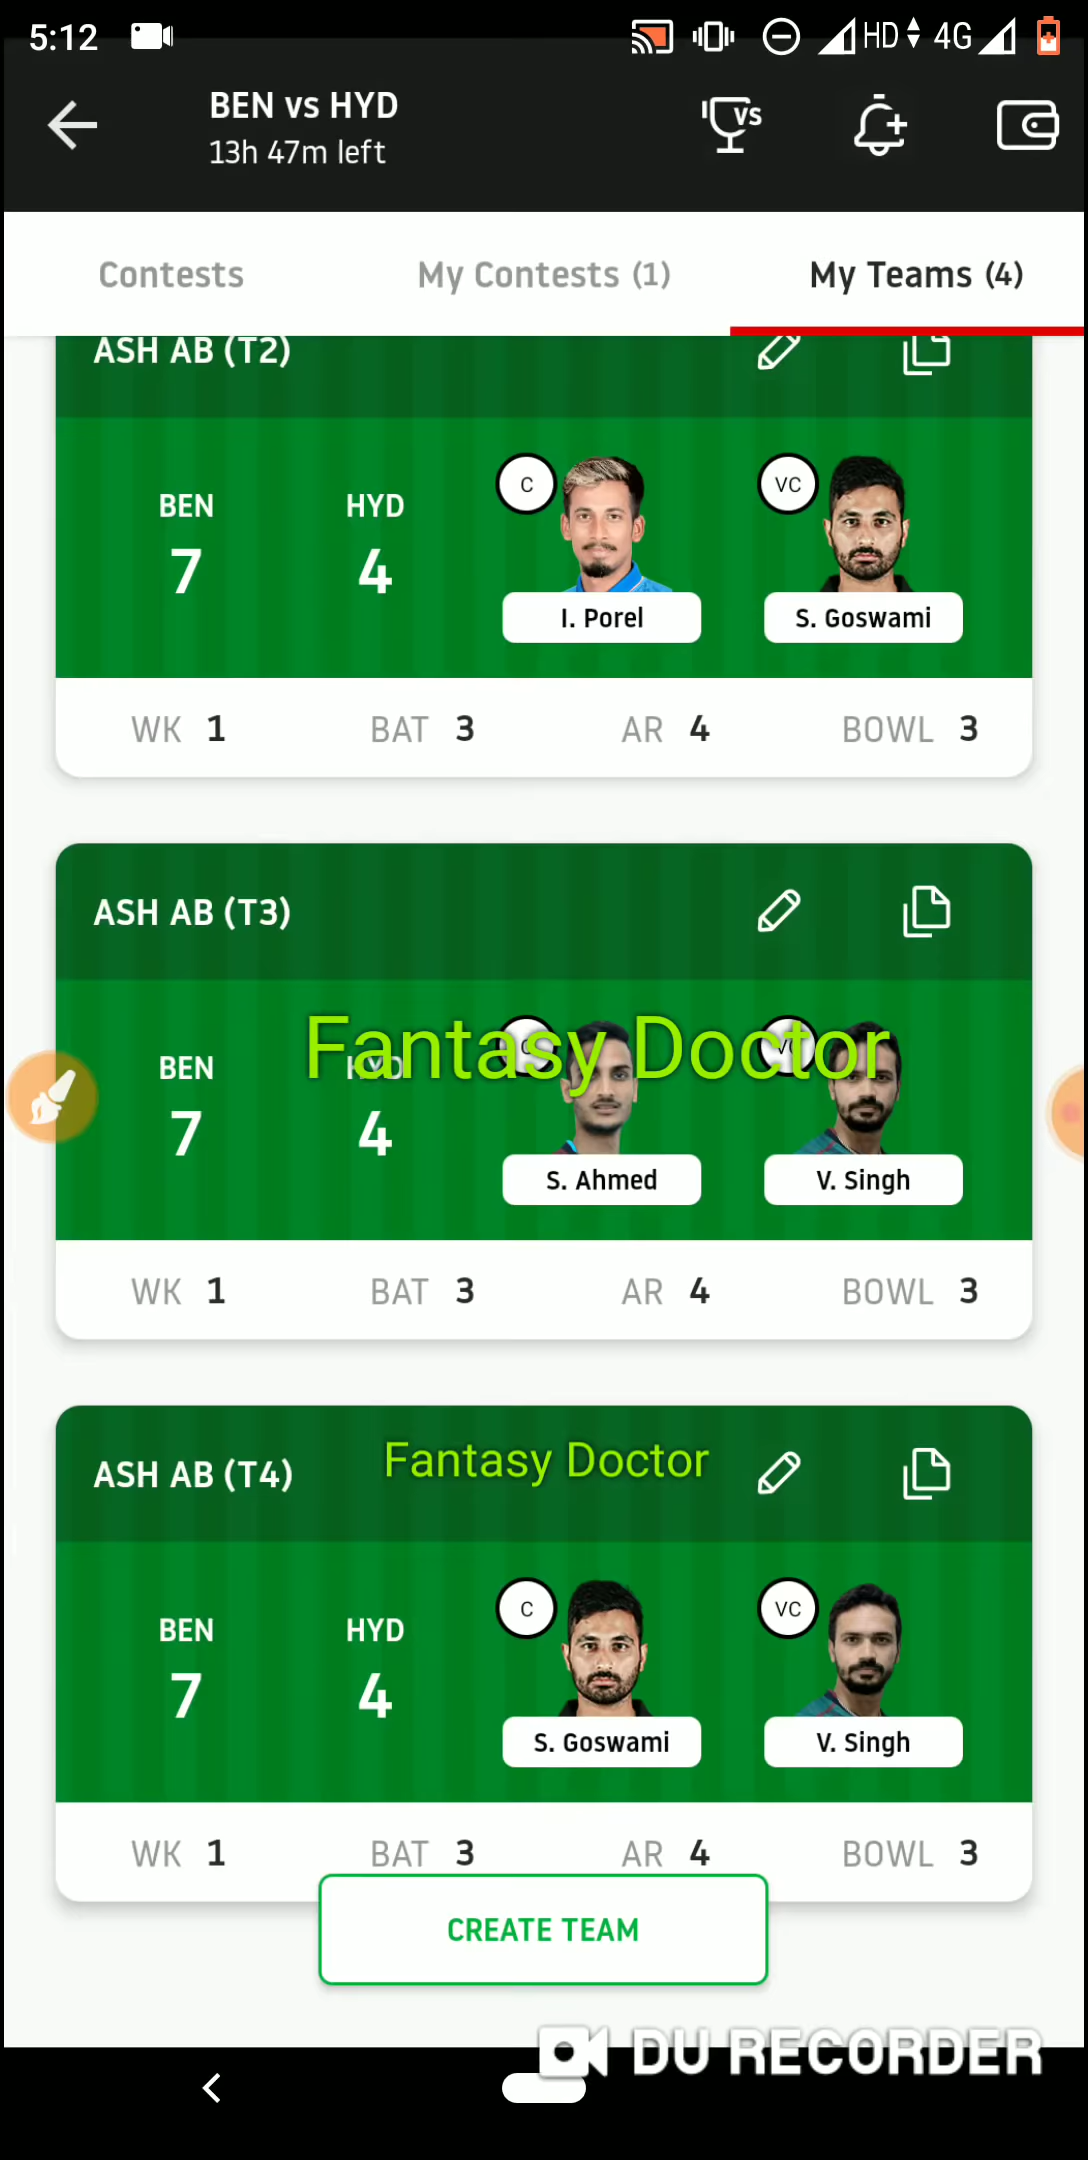 5:12 HD 4G
BEN vs HYD
VS
13h 47m left
Contests My Contests (1) My Teams (4)
ASH AB (T2)
C VC
BEN HYD
7 4
I. Porel S. Goswami
WK 1 BAT 3 AR 4 BOWL 3
ASH AB (T3)
Fantasy Doctor
C VC
BEN HYD
7 4
S. Ahmed V. Singh
WK 1 BAT 3 AR 4 BOWL 3
ASH AB (T4) Fantasy Doctor
C VC
BEN HYD
7 4
S. Goswami V. Singh
WK 1 BAT 3 AR 4 BOWL 3
CREATE TEAM
DU RECORDER